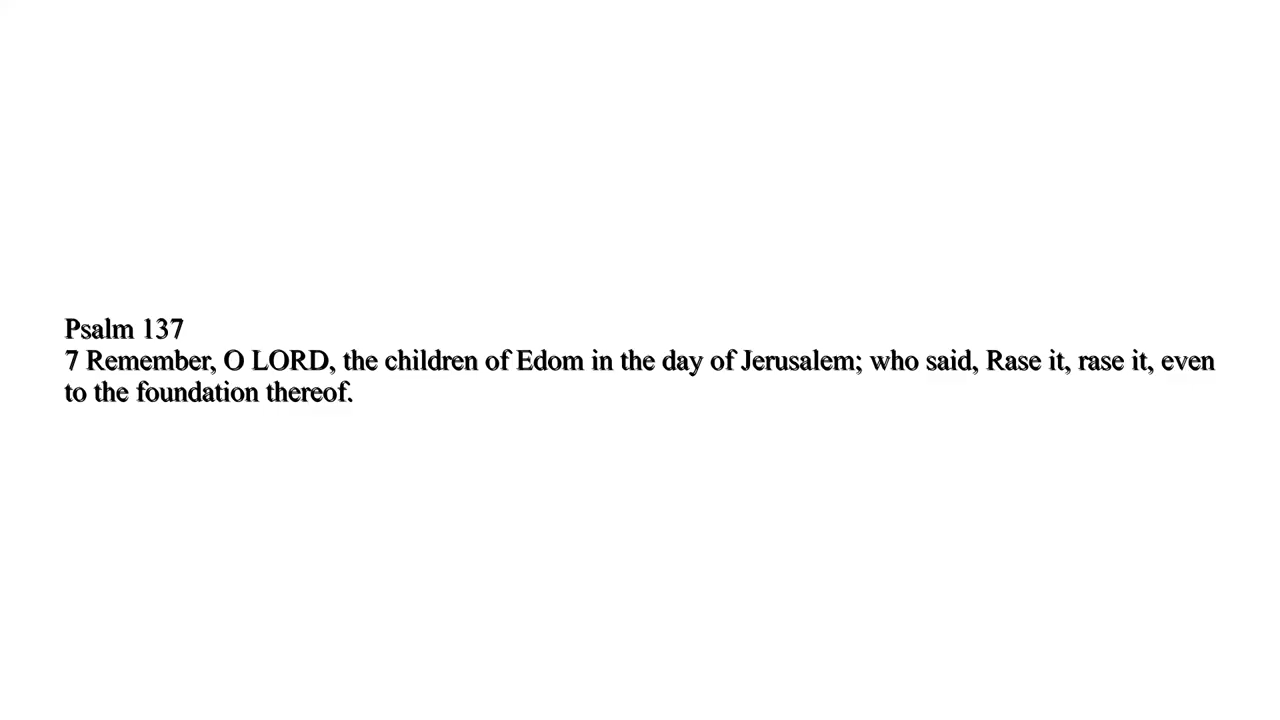 Psalm 137
7 Remember, O LORD, the children of Edom in the day of Jerusalem; who said, Rase it, rase it, even
to the foundation thereof.